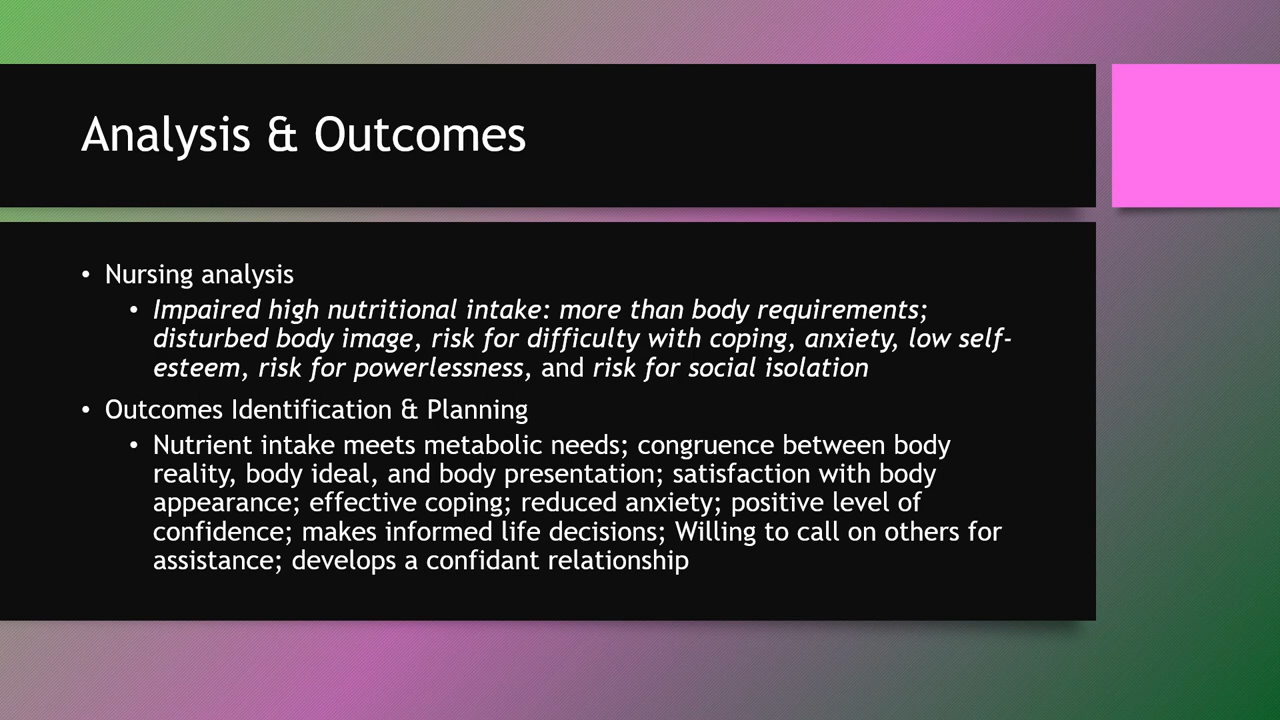 Analysis & Outcomes
• Nursing analysis
• Impaired high nutritional intake: more than body requirements;
disturbed body image, risk for difficulty with coping, anxiety, low self-
esteem, risk for powerlessness, and risk for social isolation
• Outcomes Identification & Planning
• Nutrient intake meets metabolic needs; congruence between body
reality, body ideal, and body presentation; satisfaction with body
appearance; effective coping; reduced anxiety; positive level of
confidence; makes informed life decisions; Willing to call on others for
assistance; develops a confidant relationship